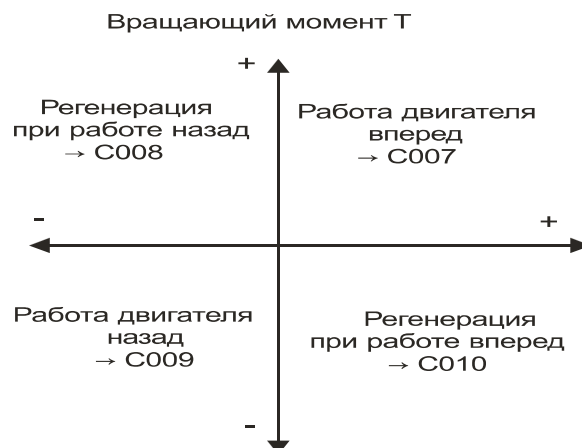 Вращающий момент Т
+
Регенерация
при работе назад
→ C008
Работа двигателя
вперед
→ C007
-
+
Работа двигателя
назад
→ C009
Регенерация
при работе вперед
→ C010
-